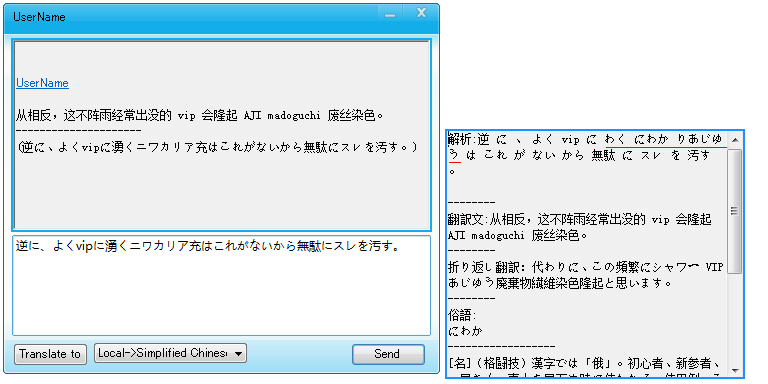 UserName
UserName
从相反，这不阵雨经常出没的 vip 会隆起 AJI madoguchi 废丝染色。
---------------------
(逆に、よくvipに湧くニワカリア充はこれがないから無駄にスレを汚す。)
逆に、よくvipに湧くニワカリア充はこれがないから無駄にスレを汚す。
Translate to
Local->Simplified Chinese
Send
解析:逆 に 、 よく vip に わく にわか りあじゅ
う は これ が ない から 無駄 に スレ を 汚す
。
--------
翻訳文:从相反，这不阵雨经常出没的 vip 会隆起
AJI madoguchi 废丝染色。
--------
折り返し翻訳: 代わりに、この頻繁にシャワー VIP
あじゅう廃棄物繊維染色隆起と思います。
--------
俗語:
にわか
------------------
[名]（格闘技）漢字では「俄」。初心者、新参者、